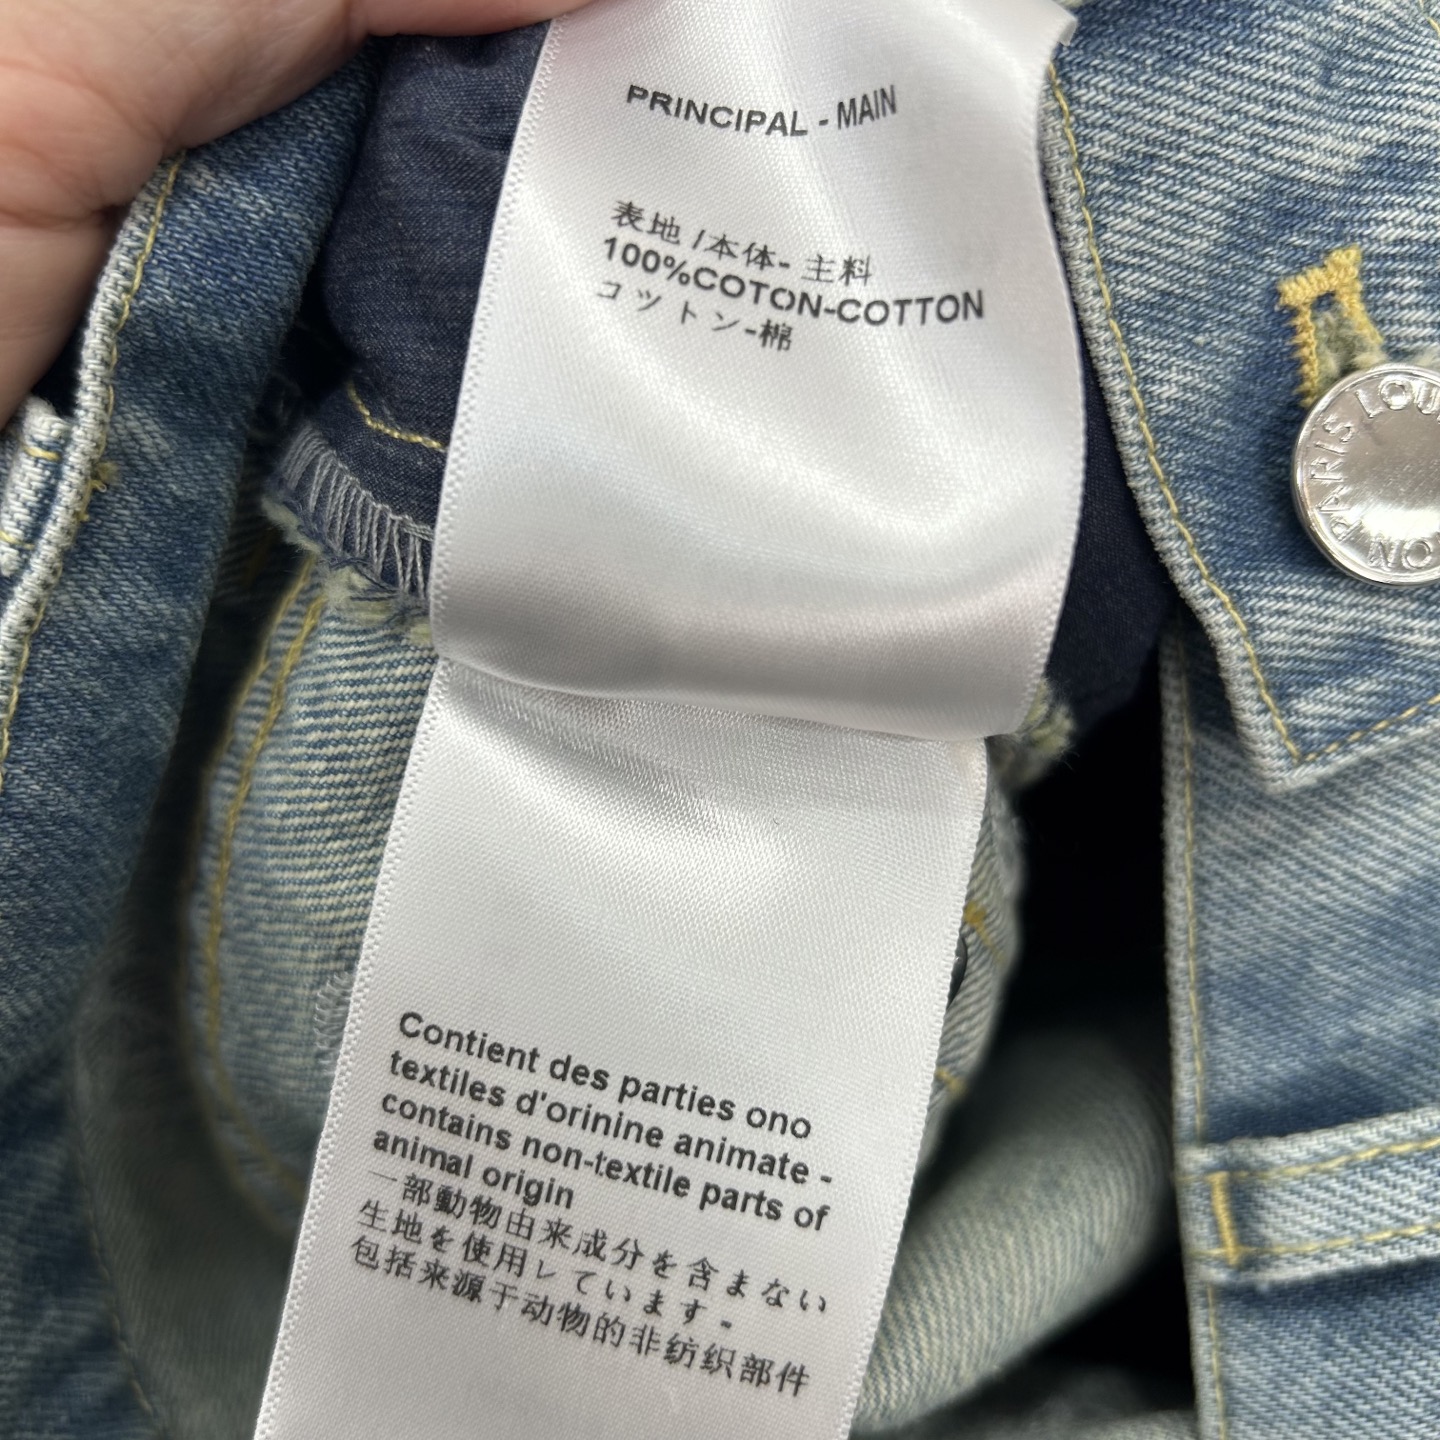 PRINCIPAL - MAIN
表地 /本体- 主料
100%COTON-COTTON
コットン-棉
PARIS LOU
ON
Contient des parties ono
textiles d'orinine animate -
contains non-textile parts of
animal origin
一部動物由来成分を含まない
生地を使用レています-
包括来源于动物的非纺织部件